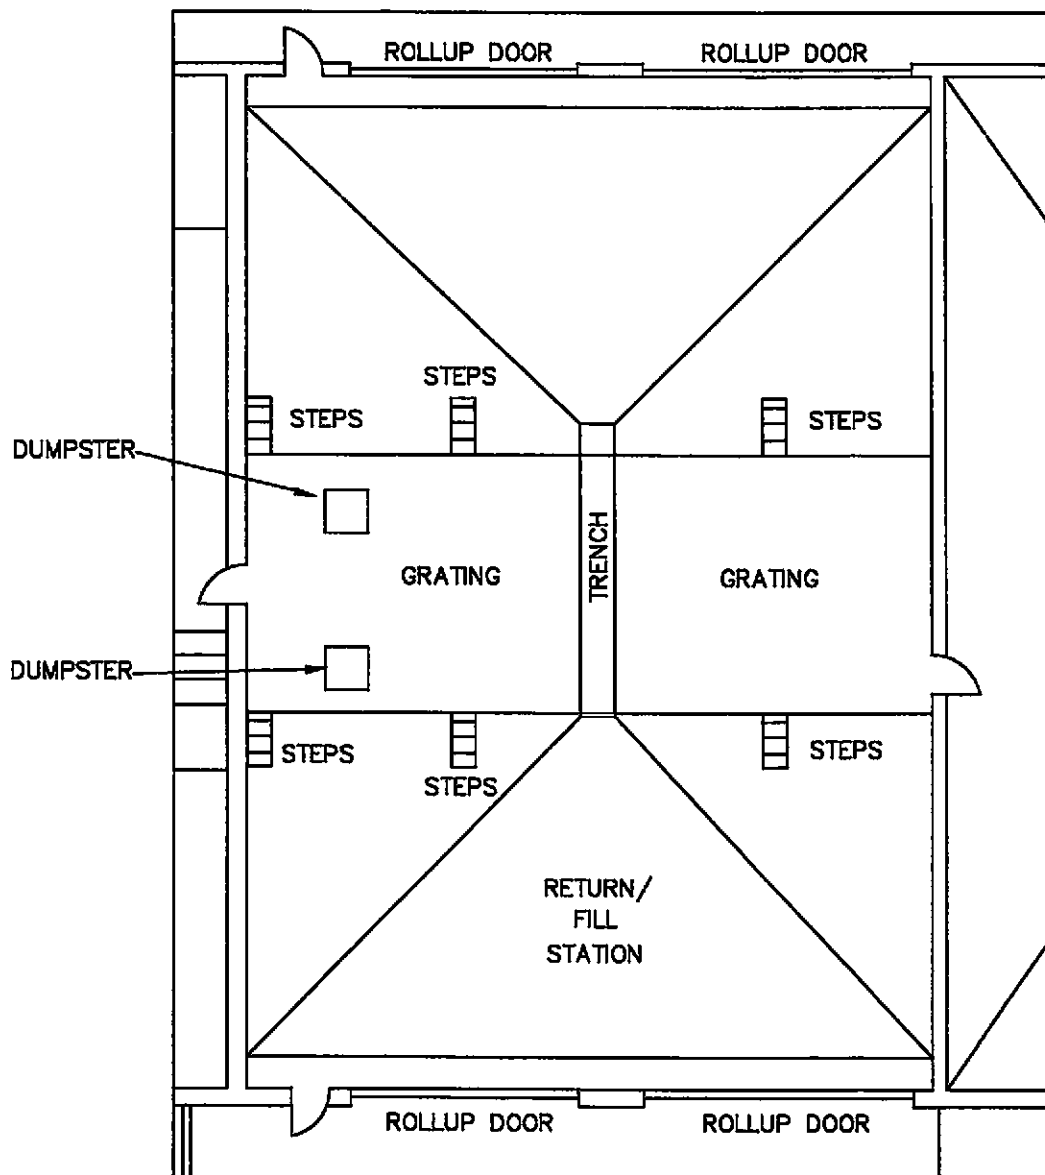 ROLLUP DOOR
ROLLUP DOOR
STEPS
STEPS
STEPS
DUMPSTER
TRENCH
GRATING
GRATING
DUMPSTER
STEPS
STEPS
STEPS
RETURN/
FILL
STATION
ROLLUP DOOR
ROLLUP DOOR